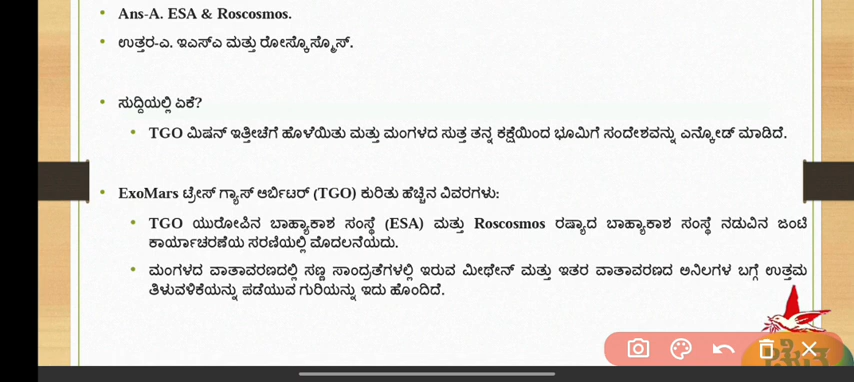 Ans-A. ESA & Roscosmos.
ಉತ್ತರ-ಎ. ಇಎಸ್ಎ ಮತ್ತು ರೋಸ್ಕೊಸ್ಮೊಸ್.
ಸುದ್ದಿಯಲ್ಲಿ ಏಕೆ?
TGO ಮಿಷನ್ ಇತ್ತೀಚೆಗೆ ಹೊಳೆಯಿತು ಮತ್ತು ಮಂಗಳದ ಸುತ್ತ ತನ್ನ ಕಕ್ಷೆಯಿಂದ ಭೂಮಿಗೆ ಸಂದೇಶವನ್ನು ಎನ್ಕೋಡ್ ಮಾಡಿದೆ.
ExoMars ಟ್ರೇಸ್ ಗ್ಯಾಸ್ ಆರ್ಬಿಟರ್ (TGO) ಕುರಿತು ಹೆಚ್ಚಿನ ವಿವರಗಳು:
TGO ಯುರೋಪಿನ ಬಾಹ್ಯಾಕಾಶ ಸಂಸ್ಥೆ (ESA) ಮತ್ತು Roscosmos ರಷ್ಯಾದ ಬಾಹ್ಯಾಕಾಶ ಸಂಸ್ಥೆ ನಡುವಿನ ಜಂಟಿ
ಕಾರ್ಯಾಚರಣೆಯ ಸರಣಿಯಲ್ಲಿ ಮೊದಲನೆಯದು.
ಮಂಗಳದ ವಾತಾವರಣದಲ್ಲಿ ಸಣ್ಣ ಸಾಂದ್ರತೆಗಳಲ್ಲಿ ಇರುವ ಮೀಥೇನ್ ಮತ್ತು ಇತರ ವಾತಾವರಣದ ಅನಿಲಗಳ ಬಗ್ಗೆ ಉತ್ತಮ
ತಿಳುವಳಿಕೆಯನ್ನು ಪಡೆಯುವ ಗುರಿಯನ್ನು ಇದು ಹೊಂದಿದೆ.